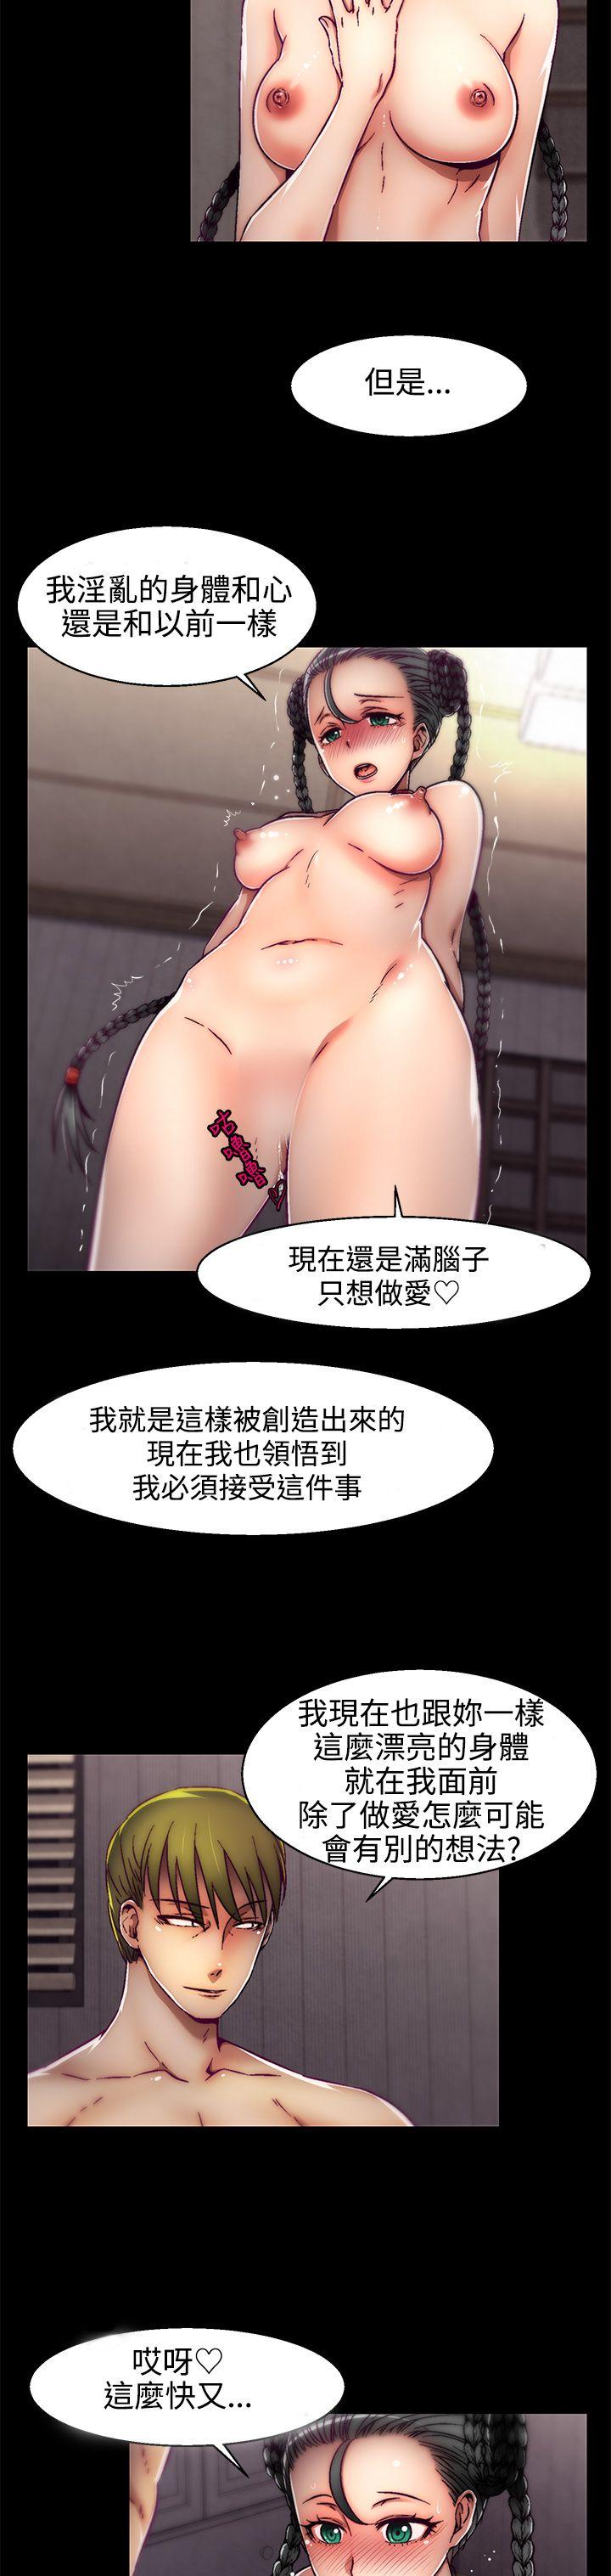 但是...
我淫亂的身體和心
還是和以前一樣
咕嚕嚕
現在還是滿腦子
只想做愛♡
我就是這樣被創造出來的
現在我也領悟到
我必須接受這件事
我現在也跟妳一樣
這麼漂亮的身體
就在我面前
除了做愛怎麼可能
會有別的想法?
哎呀♡
這麼快又...